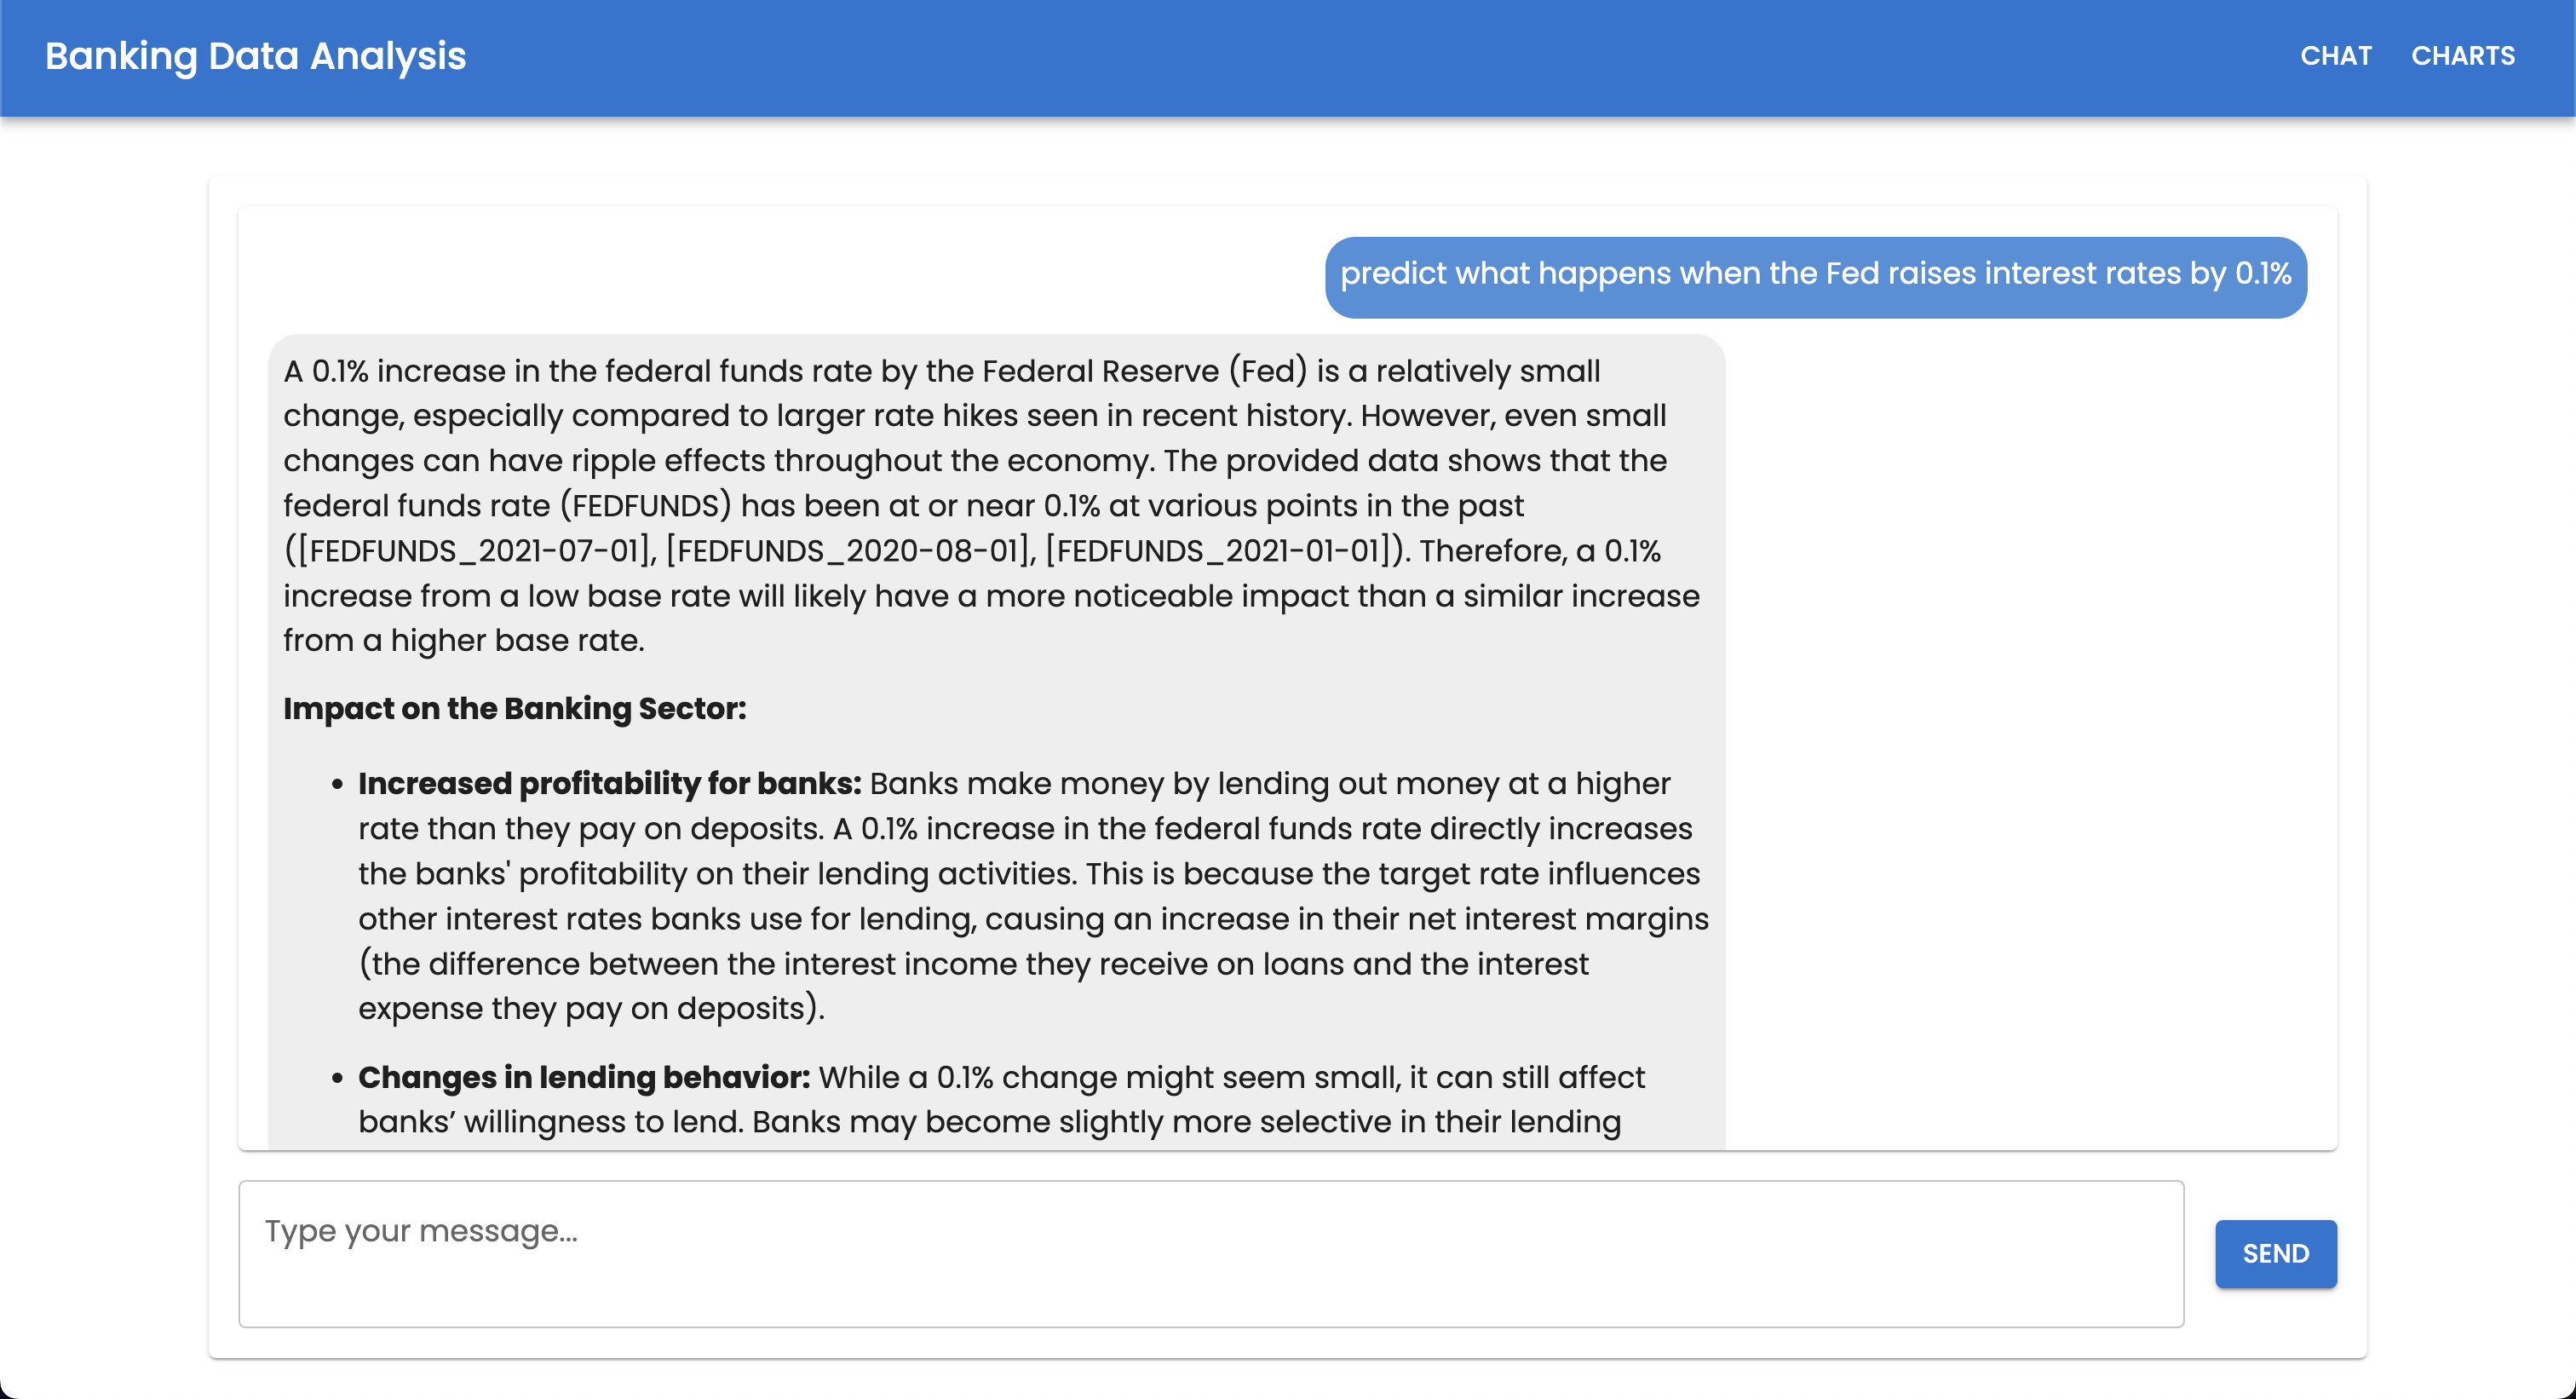 Banking Data Analysis
CHAT CHARTS
predict what happens when the Fed raises interest rates by 0.1%
A 0.1% increase in the federal funds rate by the Federal Reserve (Fed) is a relatively small
change, especially compared to larger rate hikes seen in recent history. However, even small
changes can have ripple effects throughout the economy. The provided data shows that the
federal funds rate (FEDFUNDS) has been at or near 0.1% at various points in the past
([FEDFUNDS_2021-07-01], [FEDFUNDS_2020-08-01], [FEDFUNDS_2021-01-01]). Therefore, a 0.1%
increase from a low base rate will likely have a more noticeable impact than a similar increase
from a higher base rate.
Impact on the Banking Sector:
• Increased profitability for banks: Banks make money by lending out money at a higher
rate than they pay on deposits. A 0.1% increase in the federal funds rate directly increases
the banks' profitability on their lending activities. This is because the target rate influences
other interest rates banks use for lending, causing an increase in their net interest margins
(the difference between the interest income they receive on loans and the interest
expense they pay on deposits).
• Changes in lending behavior: While a 0.1% change might seem small, it can still affect
banks’ willingness to lend. Banks may become slightly more selective in their lending
Type your message...
SEND